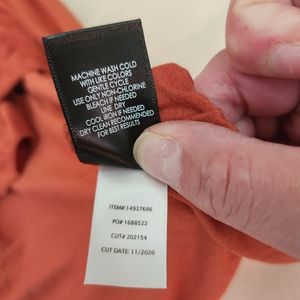 MACHINE WASH COLD
WITH LIKE COLORS
GENTLE CYCLE
USE ONLY NON-CHLORINE
BLEACH IF NEEDED
LINE DRY
COOL IRON IF NEEDED
DRY CLEAN RECOMMENDED
FOR BEST RESULTS
ITEM#:14937686
PO# 1688522
CUT# 202154
CUT DATE: 11/2020